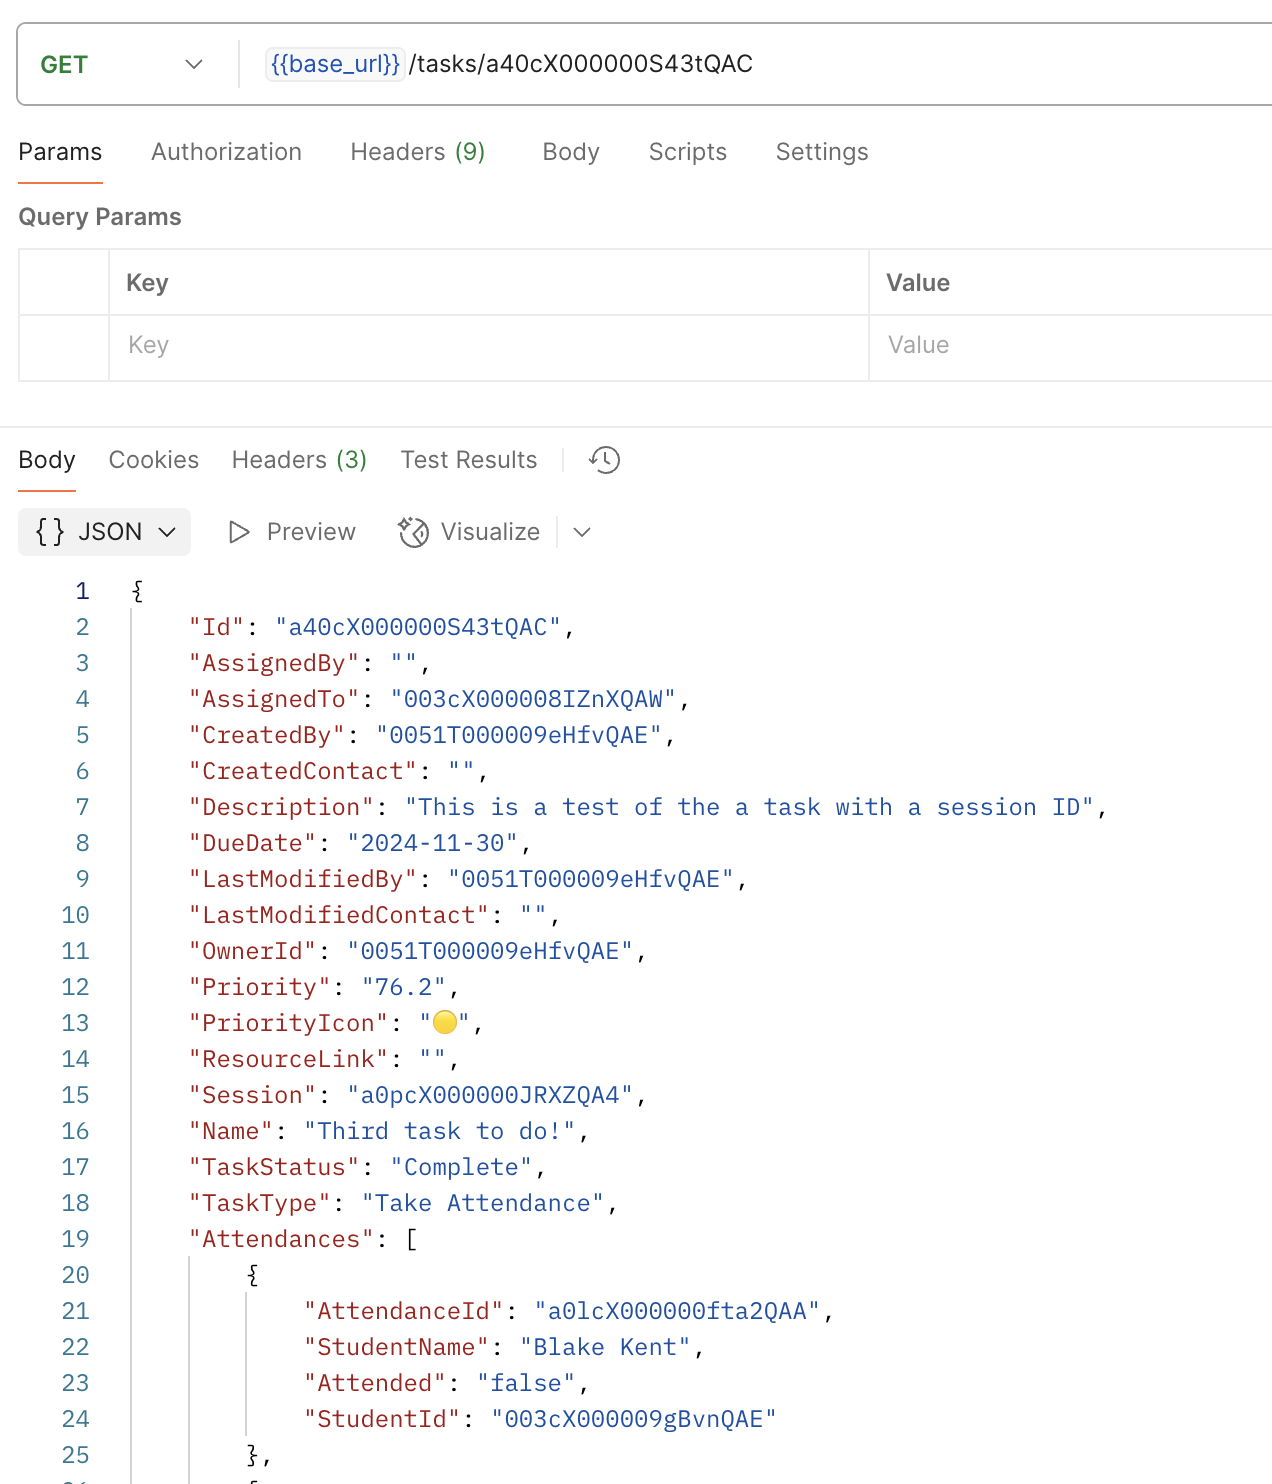 GET {{base_url}}/tasks/a40cX000000S43tQAC
Params Authorization Headers (9) Body Scripts Settings
Query Params
Key Value
Key Value
Body Cookies Headers (3) Test Results
{} JSON Preview Visualize
1 {
2 "Id": "a40cX000000S43tQAC",
3 "AssignedBy": "",
4 "AssignedTo": "003cX000008IZnXQAW",
5 "CreatedBy": "0051T000009eHfvQAE",
6 "CreatedContact": "",
7 "Description": "This is a test of the a task with a session ID",
8 "DueDate": "2024-11-30",
9 "LastModifiedBy": "0051T000009eHfvQAE",
10 "LastModifiedContact": "",
11 "OwnerId": "0051T000009eHfvQAE",
12 "Priority": "76.2",
13 "PriorityIcon": "🟡",
14 "ResourceLink": "",
15 "Session": "a0pcX000000JRXZQA4",
16 "Name": "Third task to do!",
17 "TaskStatus": "Complete",
18 "TaskType": "Take Attendance",
19 "Attendances": [
20 {
21 "AttendanceId": "a0lcX000000fta2QAA",
22 "StudentName": "Blake Kent",
23 "Attended": "false",
24 "StudentId": "003cX000009gBvnQAE"
25 },